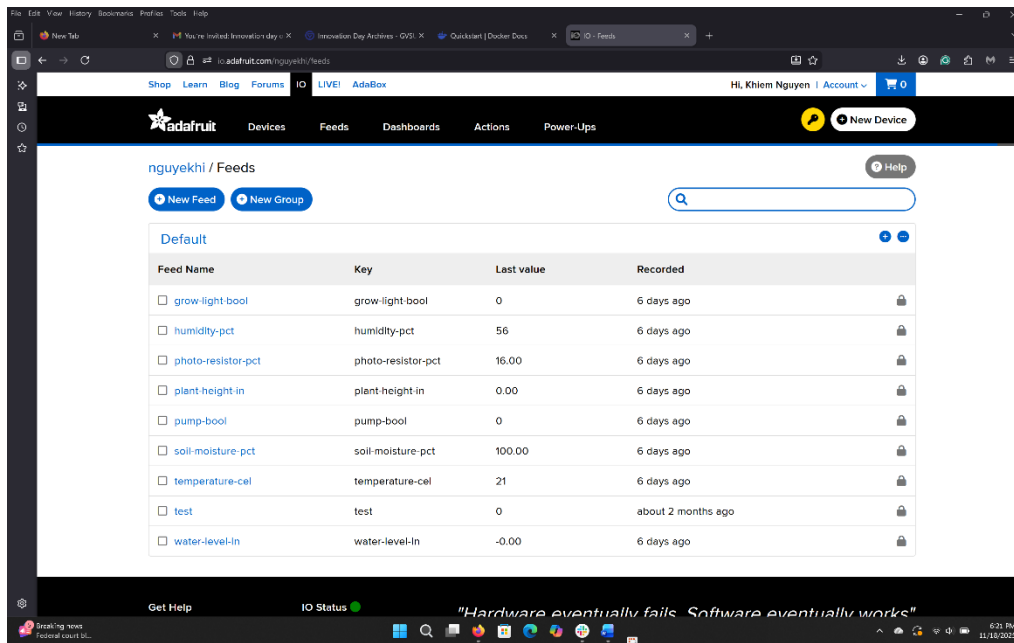 File Edit View History Bookmarks Profiles Tools Help
New Tab
You're Invited: Innovation day
Innovation Day Archives - GVSU
Quickstart | Docker Docs
IO - Feeds
io.adafruit.com/nguyekhi/feeds
Shop Learn Blog Forums IO LIVE! AdaBox
Hi, Khiem Nguyen | Account
0
adafruit
Devices Feeds Dashboards Actions Power-Ups
New Device
nguyekhi / Feeds
Help
New Feed
New Group
Default
Feed Name Key Last value Recorded
grow-light-bool grow-light-bool 0 6 days ago
humidity-pct humidity-pct 56 6 days ago
photo-resistor-pct photo-resistor-pct 16.00 6 days ago
plant-height-in plant-height-in 0.00 6 days ago
pump-bool pump-bool 0 6 days ago
soil-moisture-pct soil-moisture-pct 100.00 6 days ago
temperature-cel temperature-cel 21 6 days ago
test test 0 about 2 months ago
water-level-in water-level-in -0.00 6 days ago
Get Help
IO Status
"Hardware eventually fails. Software eventually works"
Breaking news
Federal court bl...
6:21 PM